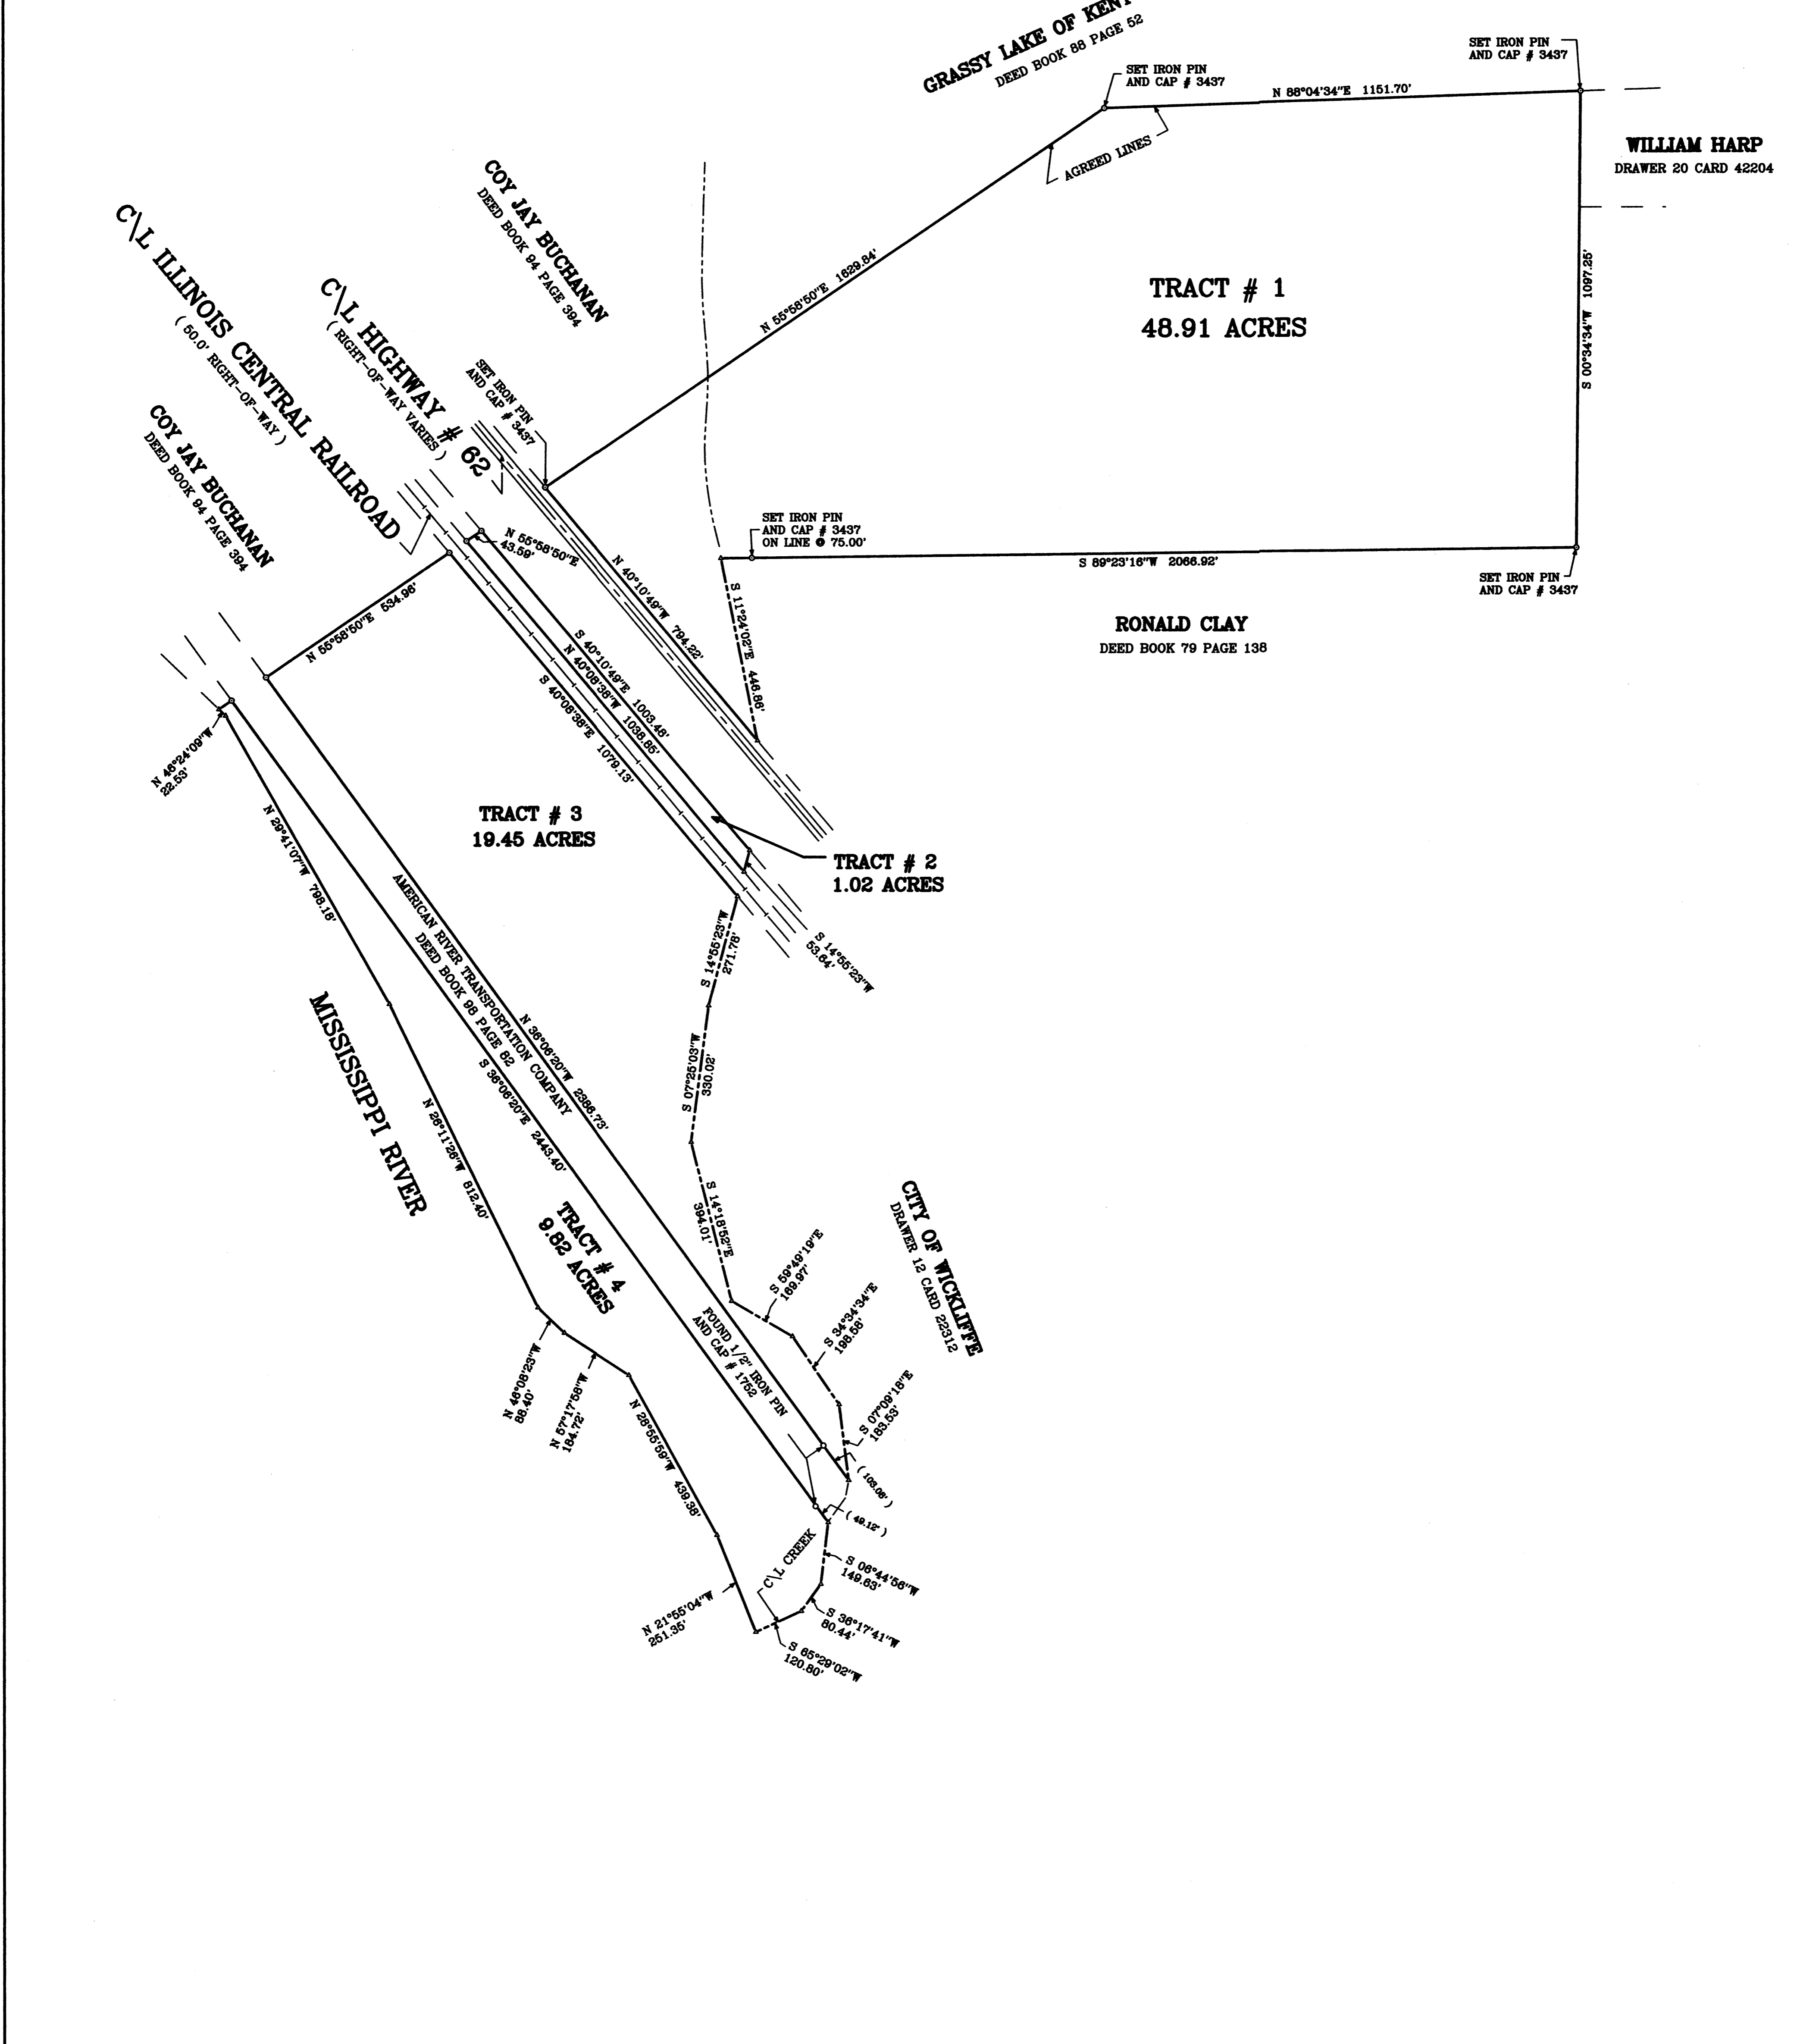 GRASSY LAKE OF
DEED BOOK 88 PAGE 52
SET IRON PIN
AND CAP # 3437
SET IRON PIN
AND CAP # 3437
N 88°04'34"E 1151.70'
AGREED LINES
WILLIAM HARP
DRAWER 20 CARD 42204
COY JAY BUCHANAN
DEED BOOK 94 PAGE 394
C\L ILLINOIS CENTRAL RAILROAD
( 50.0' RIGHT-OF-WAY )
C\L HIGHWAY # 62
( RIGHT-OF-WAY VARIES )
N 55°58'50"E 1629.84'
TRACT # 1
48.91 ACRES
S 00°34'34"W 1097.25'
SET IRON PIN
AND CAP # 3437
COY JAY BUCHANAN
DEED BOOK 94 PAGE 394
N 55°58'50"E
43.59'
SET IRON PIN
AND CAP # 3437
ON LINE @ 75.00'
S 89°23'16"W 2066.92'
SET IRON PIN
AND CAP # 3437
N 40°10'49"W 794.22'
S 11°24'02"E 446.86'
RONALD CLAY
DEED BOOK 79 PAGE 138
N 55°58'50"E 534.96'
S 40°10'49"E 1003.48'
N 40°08'38"W 1038.85'
S 40°08'38"E 1079.13'
N 46°24'09"W
22.53'
TRACT # 3
19.45 ACRES
TRACT # 2
1.02 ACRES
N 29°41'07"W 798.18'
S 14°55'23"W
53.64'
S 14°55'23"W
271.78'
AMERICAN RIVER TRANSPORTATION COMPANY
DEED BOOK 98 PAGE 82
N 36°06'20"W 2386.73'
S 36°06'20"E 2443.40'
MISSISSIPPI RIVER
S 07°25'03"W
330.02'
N 26°11'26"W 812.40'
S 14°18'52"E
394.01'
TRACT # 4
9.82 ACRES
CITY OF WICKLIFFE
DRAWER 12 CARD 22312
S 59°49'19"E
169.97'
S 34°34'34"E
198.58'
FOUND 1/2" IRON PIN
AND CAP # 1752
N 46°08'23"W
88.40'
N 57°17'58"W
184.72'
S 07°09'18"E
183.53'
N 28°55'59"W 439.38'
( 103.06' )
( 49.12' )
C\L CREEK
S 06°44'56"W
149.63'
N 21°55'04"W
251.35'
S 36°17'41"W
80.44'
S 65°29'02"W
120.80'